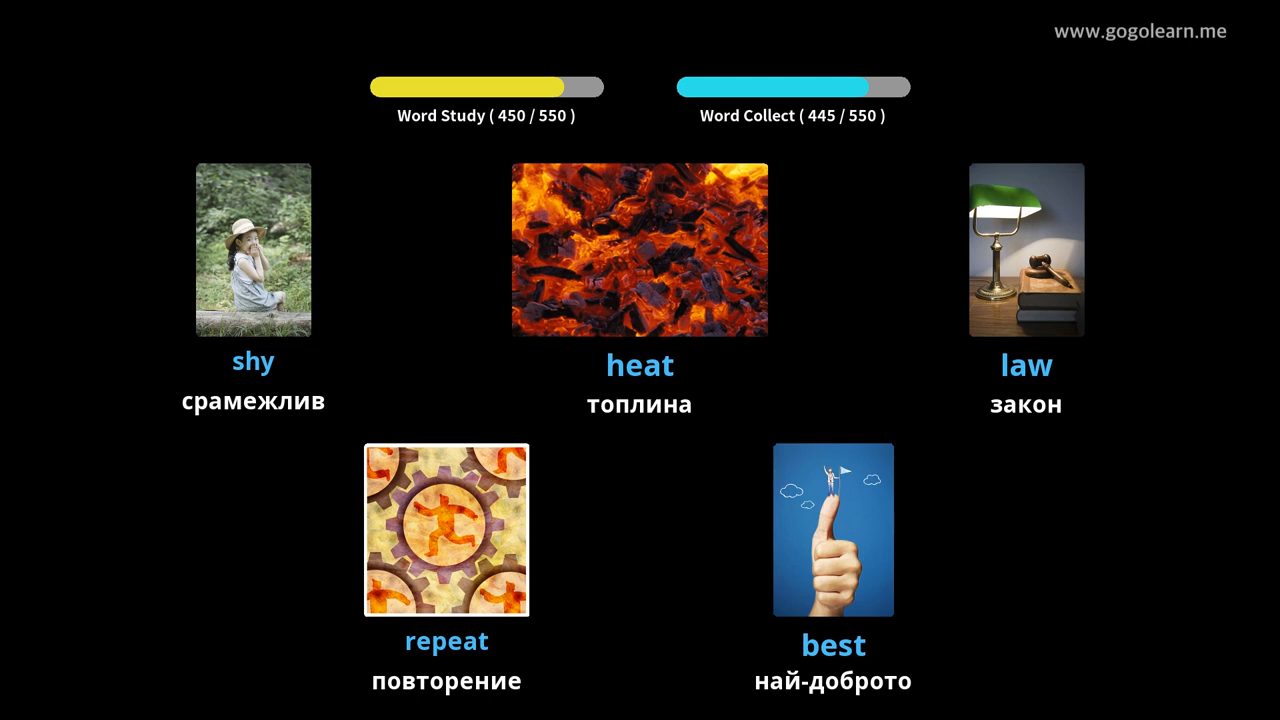 www.gogolearn.me
Word Study ( 450 / 550 )
Word Collect ( 445 / 550 )
shy
срамежлив
heat
топлина
law
закон
repeat
повторение
best
най-доброто